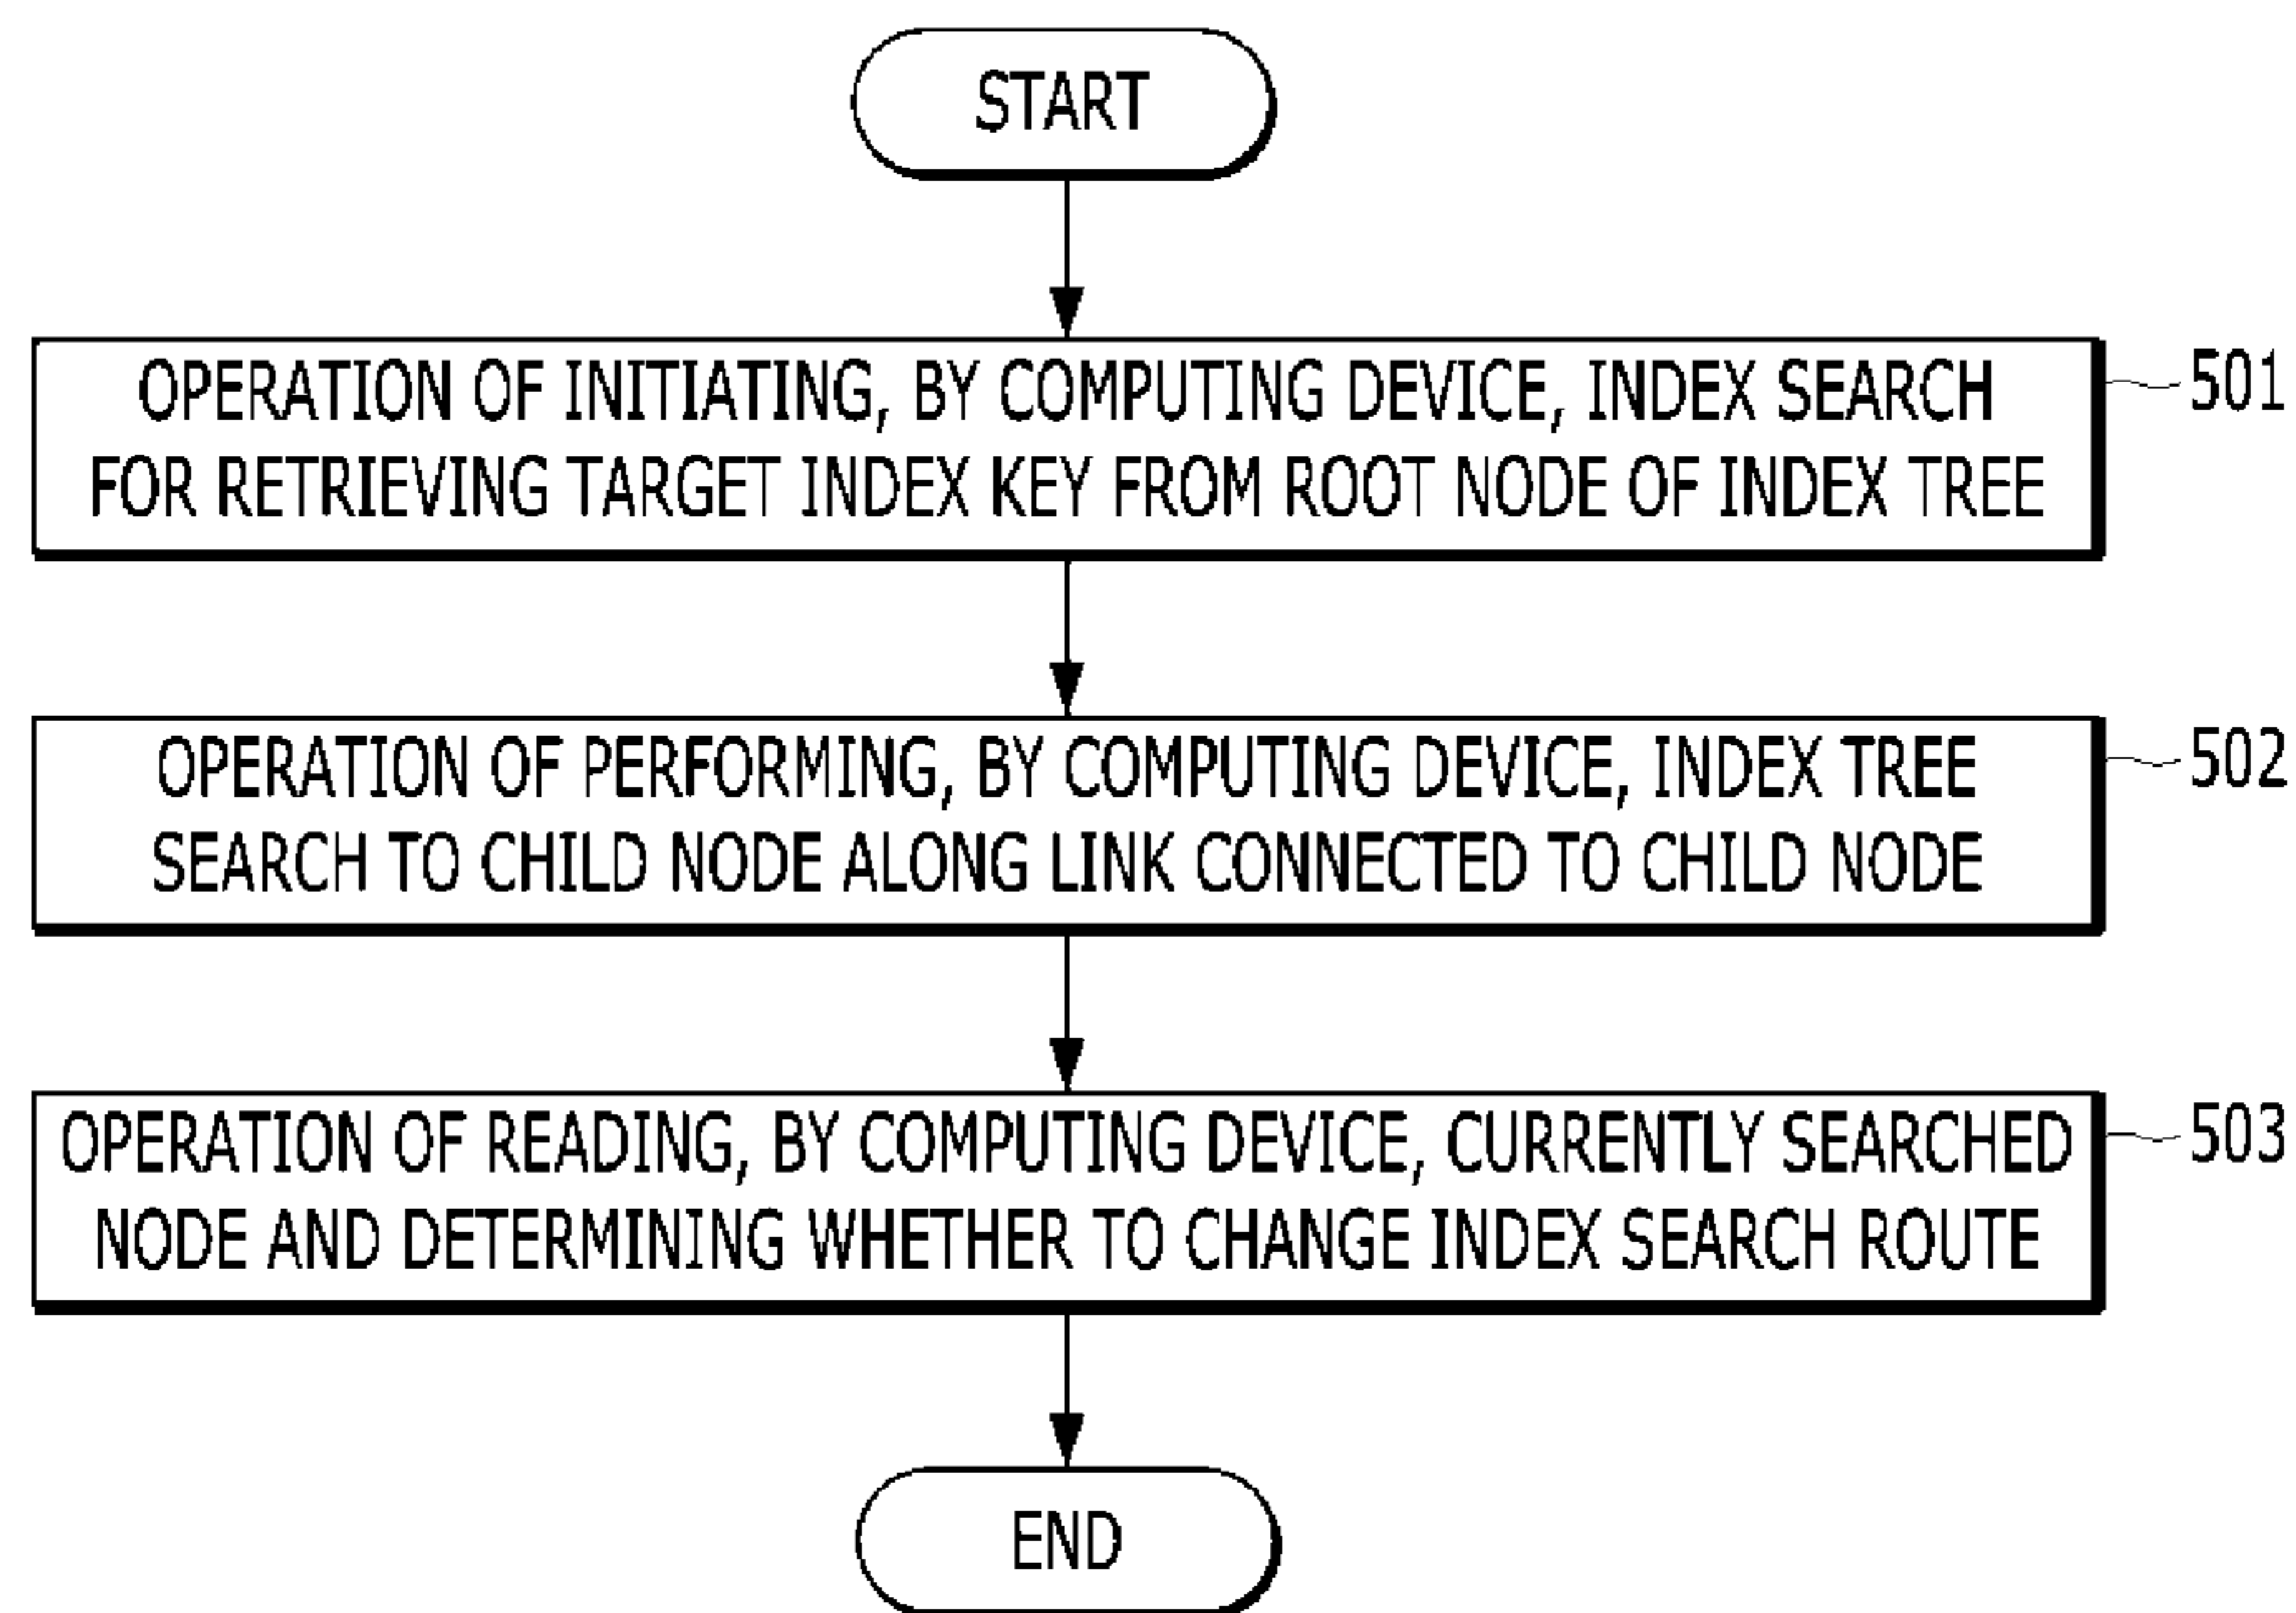 START
OPERATION OF INITIATING, BY COMPUTING DEVICE, INDEX SEARCH
FOR RETRIEVING TARGET INDEX KEY FROM ROOT NODE OF INDEX TREE
501
OPERATION OF PERFORMING, BY COMPUTING DEVICE, INDEX TREE
SEARCH TO CHILD NODE ALONG LINK CONNECTED TO CHILD NODE
502
OPERATION OF READING, BY COMPUTING DEVICE, CURRENTLY SEARCHED
NODE AND DETERMINING WHETHER TO CHANGE INDEX SEARCH ROUTE
503
END